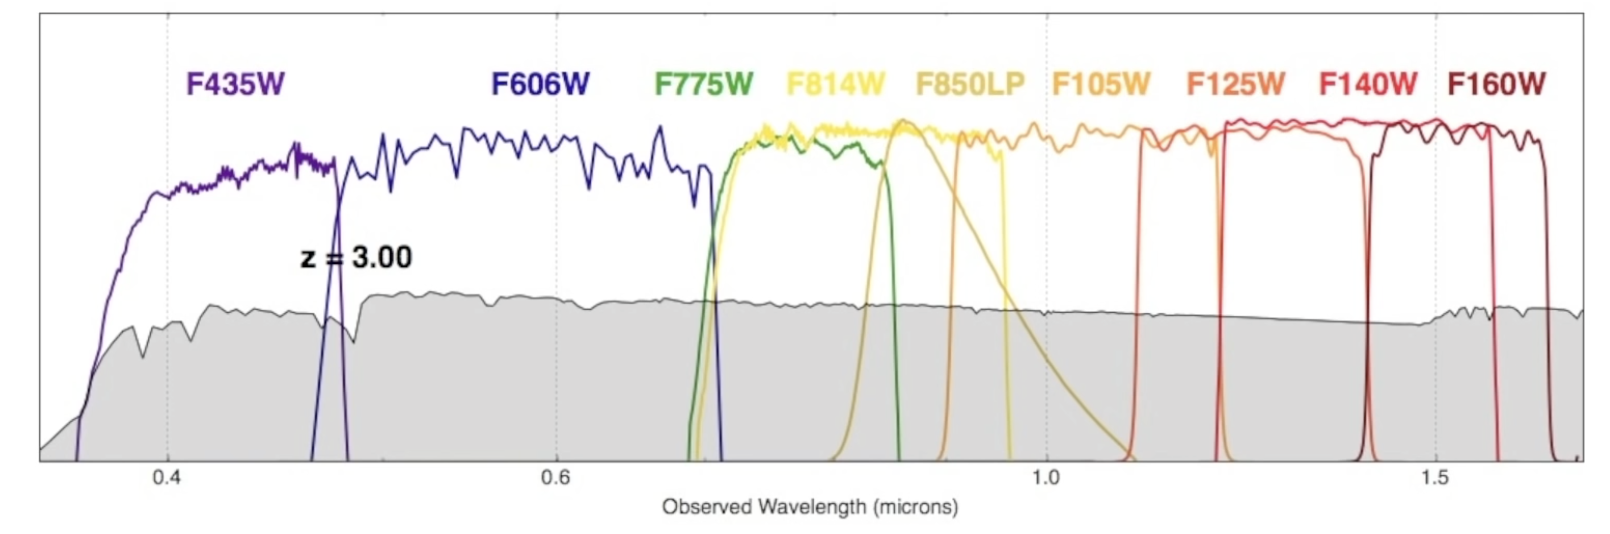 F435W F606W F775W F814W F850LP F105W F125W F140W F160W
z = 3.00
0.4 0.6 1.0 1.5
Observed Wavelength (microns)